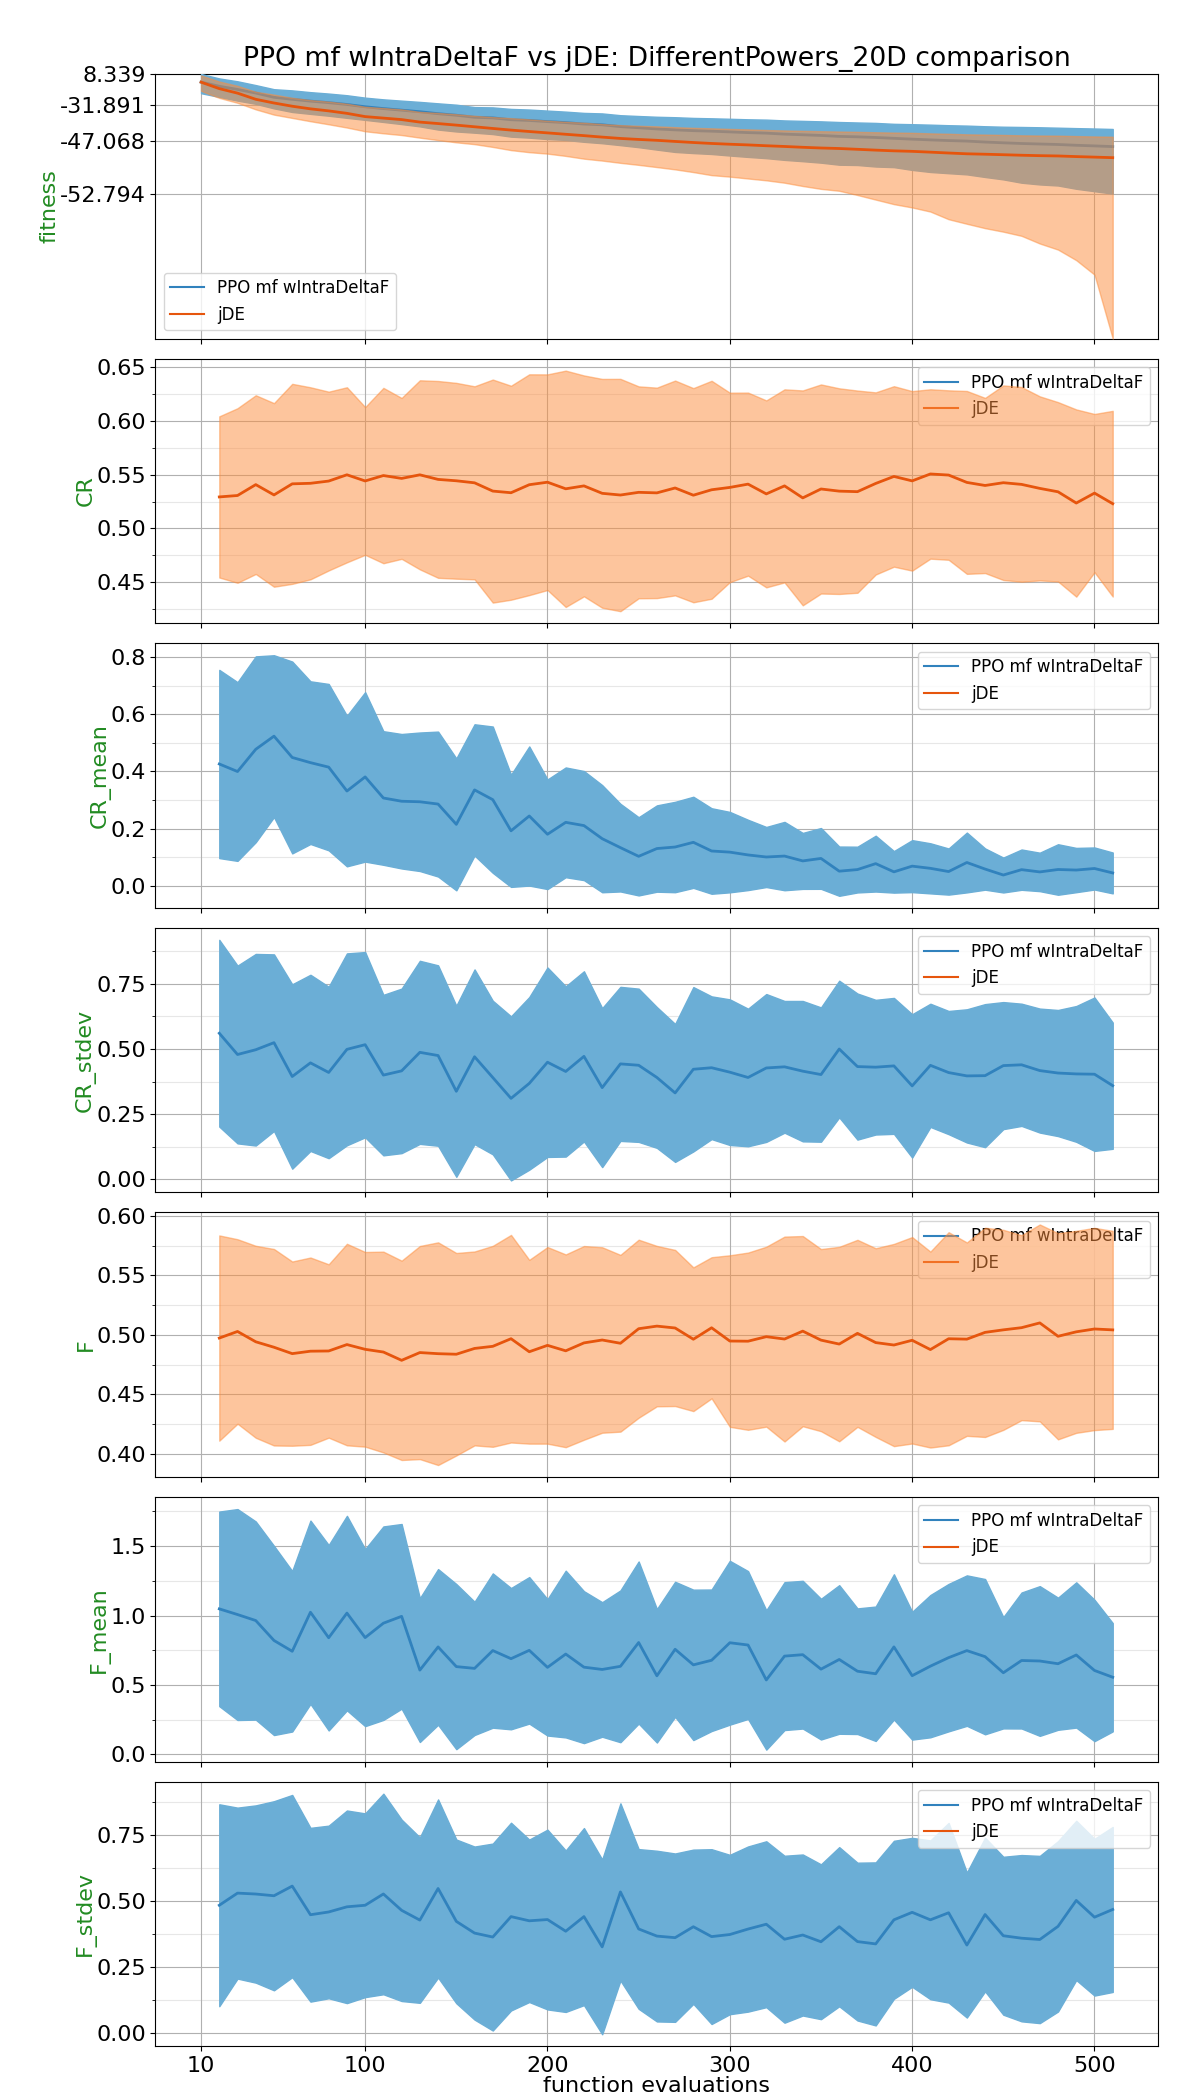 PPO mf wIntraDeltaF vs jDE: DifferentPowers_20D comparison
8.339
-31.891
-47.068
-52.794
fitness
PPO mf wIntraDeltaF
jDE
0.65
0.60
0.55
0.50
0.45
CR
PPO mf wIntraDeltaF
jDE
0.8
0.6
0.4
0.2
0.0
CR_mean
PPO mf wIntraDeltaF
jDE
0.75
0.50
0.25
0.00
CR_stdev
PPO mf wIntraDeltaF
jDE
0.60
0.55
0.50
0.45
0.40
F
PPO mf wIntraDeltaF
jDE
1.5
1.0
0.5
0.0
F_mean
PPO mf wIntraDeltaF
jDE
0.75
0.50
0.25
0.00
F_stdev
PPO mf wIntraDeltaF
jDE
10 100 200 300 400 500
function evaluations